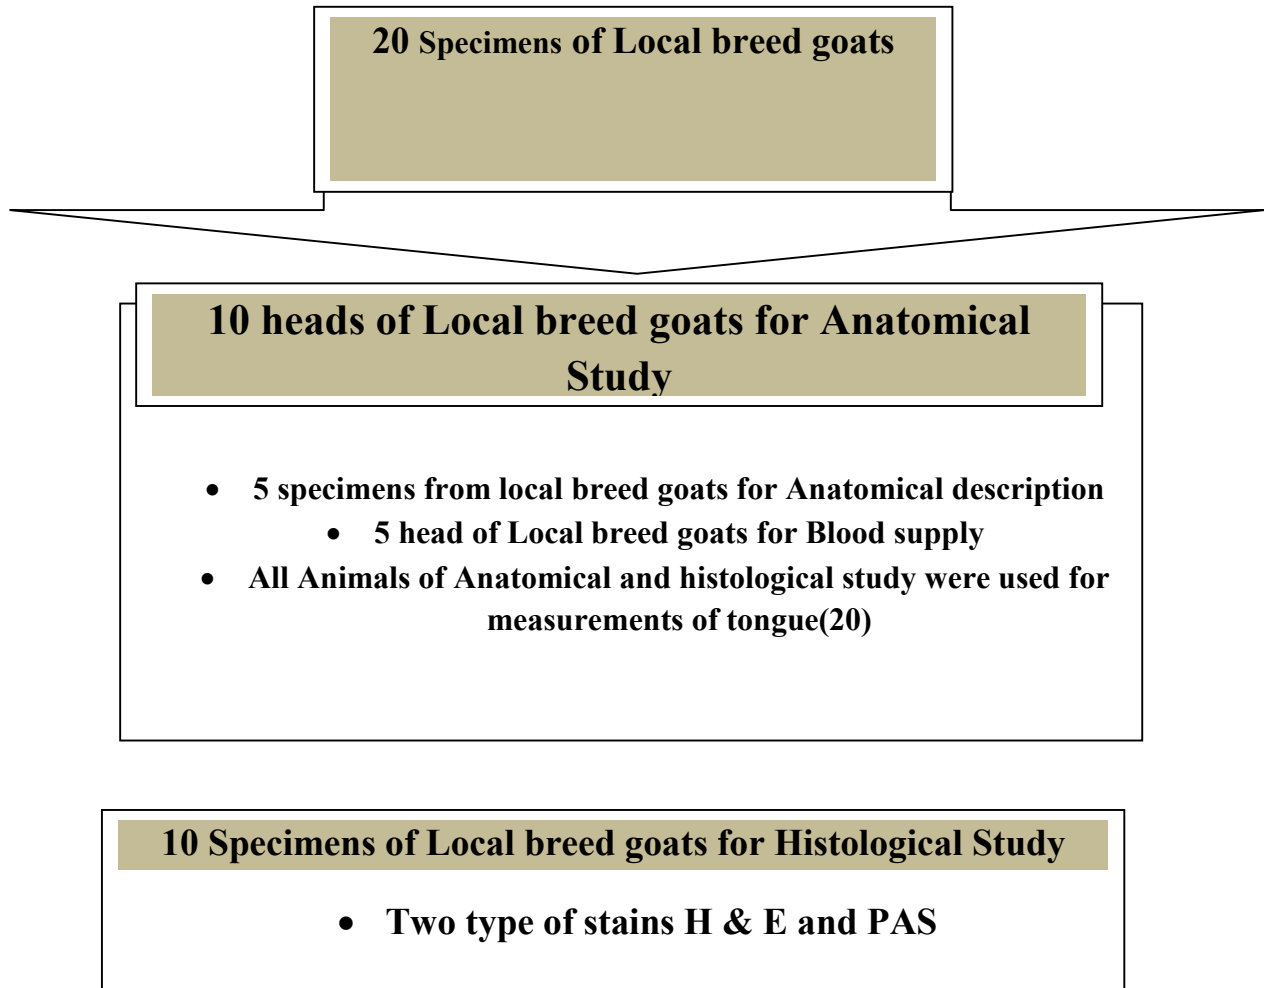 20 Specimens of Local breed goats
10 heads of Local breed goats for Anatomical
Study
• 5 specimens from local breed goats for Anatomical description
• 5 head of Local breed goats for Blood supply
• All Animals of Anatomical and histological study were used for
measurements of tongue(20)
10 Specimens of Local breed goats for Histological Study
• Two type of stains H & E and PAS